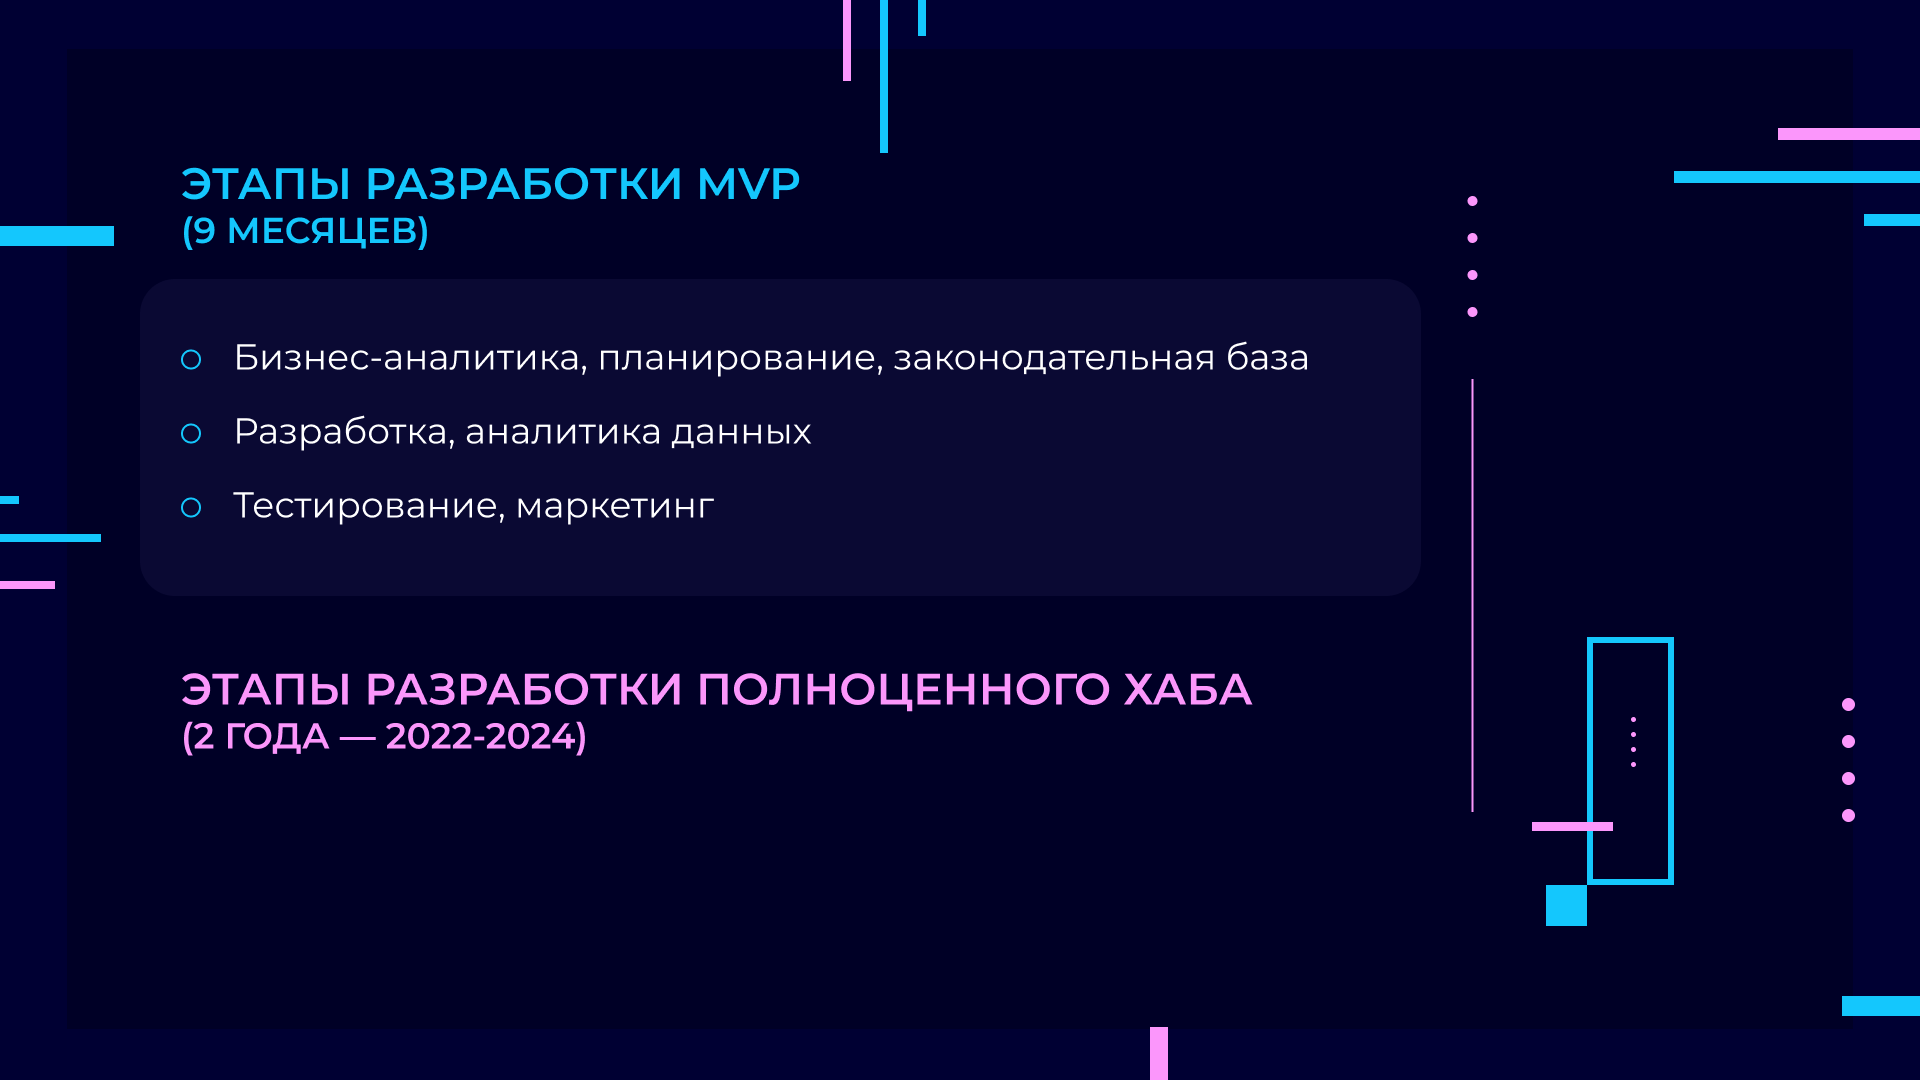 ЭТАПЫ РАЗРАБОТКИ MVP
(9 МЕСЯЦЕВ)
Бизнес-аналитика, планирование, законодательная база
Разработка, аналитика данных
Тестирование, маркетинг
ЭТАПЫ РАЗРАБОТКИ ПОЛНОЦЕННОГО ХАБА
(2 ГОДА — 2022-2024)